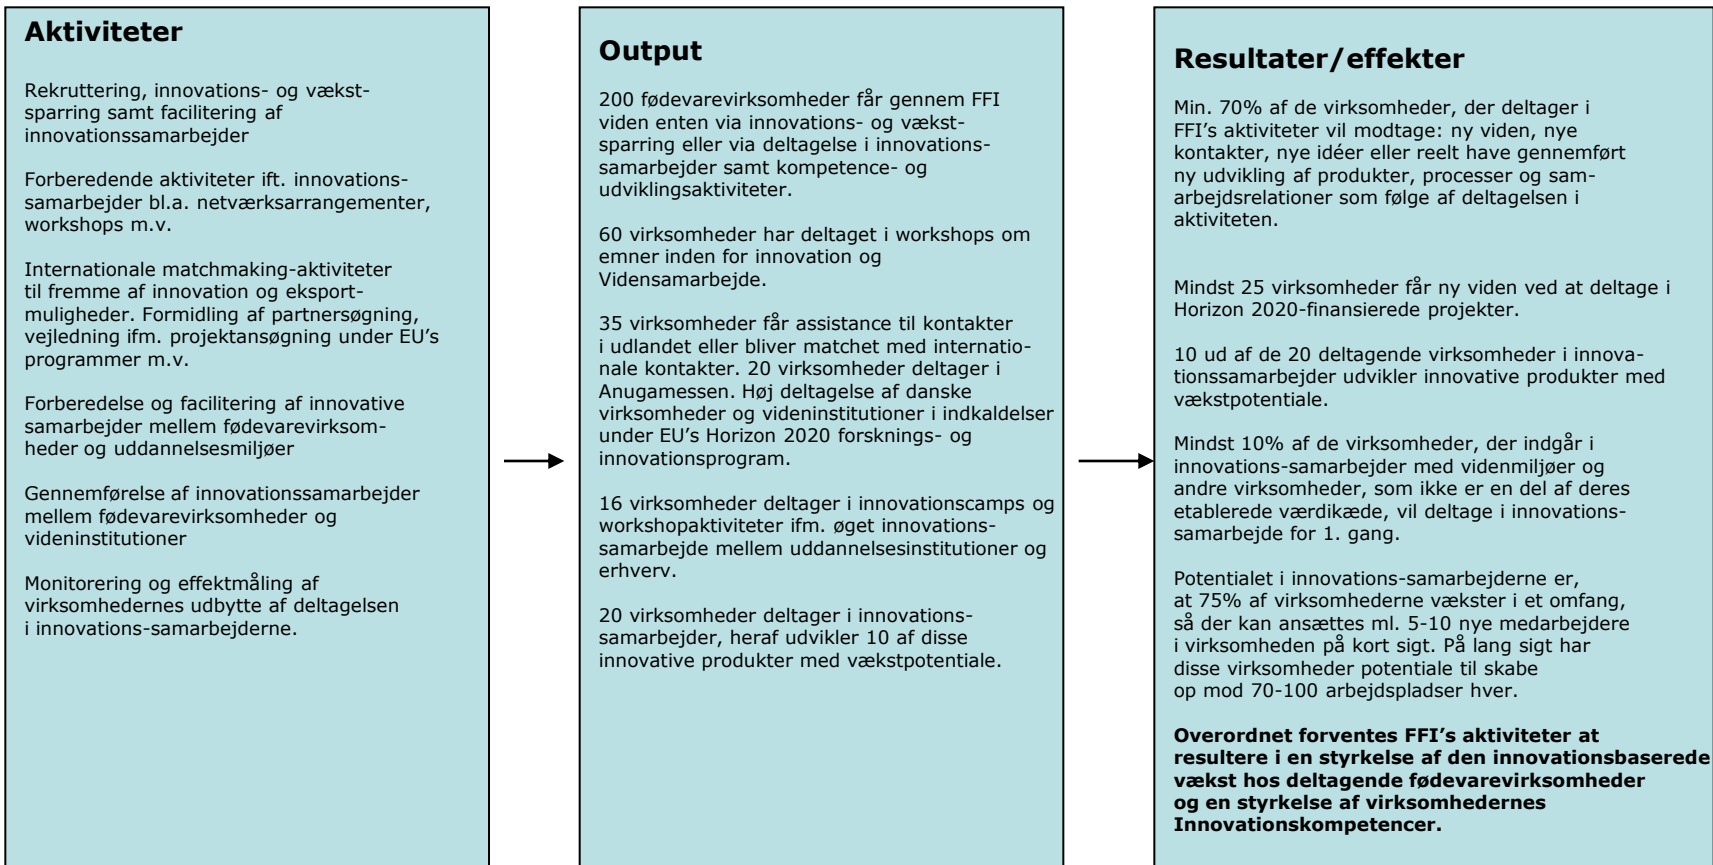 Aktiviteter
Rekruttering, innovations- og vækst-
sparring samt facilitering af
innovationssamarbejder
Forberedende aktiviteter ift. innovations-
samarbejder bl.a. netværksarrangementer,
workshops m.v.
Internationale matchmaking-aktiviteter
til fremme af innovation og eksport-
muligheder. Formidling af partnersøgning,
vejledning ifm. projektansøgning under EU’s
programmer m.v.
Forberedelse og facilitering af innovative
samarbejder mellem fødevarevirksom-
heder og uddannelsesmiljøer
Gennemførelse af innovationssamarbejder
mellem fødevarevirksomheder og
videninstitutioner
Monitorering og effektmåling af
virksomhedernes udbytte af deltagelsen
i innovations-samarbejderne.
Output
200 fødevarevirksomheder får gennem FFI
viden enten via innovations- og vækst-
sparring eller via deltagelse i innovations-
samarbejder samt kompetence- og
udviklingsaktiviteter.
60 virksomheder har deltaget i workshops om
emner inden for innovation og
Vidensamarbejde.
35 virksomheder får assistance til kontakter
i udlandet eller bliver matchet med internatio-
nale kontakter. 20 virksomheder deltager i
Anugamessen. Høj deltagelse af danske
virksomheder og videninstitutioner i indkaldelser
under EU’s Horizon 2020 forsknings- og
innovationsprogram.
16 virksomheder deltager i innovationscamps og
workshopaktiviteter ifm. øget innovations-
samarbejde mellem uddannelsesinstitutioner og
erhverv.
20 virksomheder deltager i innovations-
samarbejder, heraf udvikler 10 af disse
innovative produkter med vækstpotentiale.
Resultater/effekter
Min. 70% af de virksomheder, der deltager i
FFI’s aktiviteter vil modtage: ny viden, nye
kontakter, nye idéer eller reelt have gennemført
ny udvikling af produkter, processer og sam-
arbejdsrelationer som følge af deltagelsen i
aktiviteten.
Mindst 25 virksomheder får ny viden ved at deltage i
Horizon 2020-finansierede projekter.
10 ud af de 20 deltagende virksomheder i innova-
tionssamarbejder udvikler innovative produkter med
vækstpotentiale.
Mindst 10% af de virksomheder, der indgår i
innovations-samarbejder med videnmiljøer og
andre virksomheder, som ikke er en del af deres
etablerede værdikæde, vil deltage i innovations-
samarbejde for 1. gang.
Potentialet i innovations-samarbejderne er,
at 75% af virksomhederne vækster i et omfang,
så der kan ansættes ml. 5-10 nye medarbejdere
i virksomheden på kort sigt. På lang sigt har
disse virksomheder potentiale til skabe
op mod 70-100 arbejdspladser hver.
Overordnet forventes FFI’s aktiviteter at
resultere i en styrkelse af den innovationsbaserede
vækst hos deltagende fødevarevirksomheder
og en styrkelse af virksomhedernes
Innovationskompetencer.